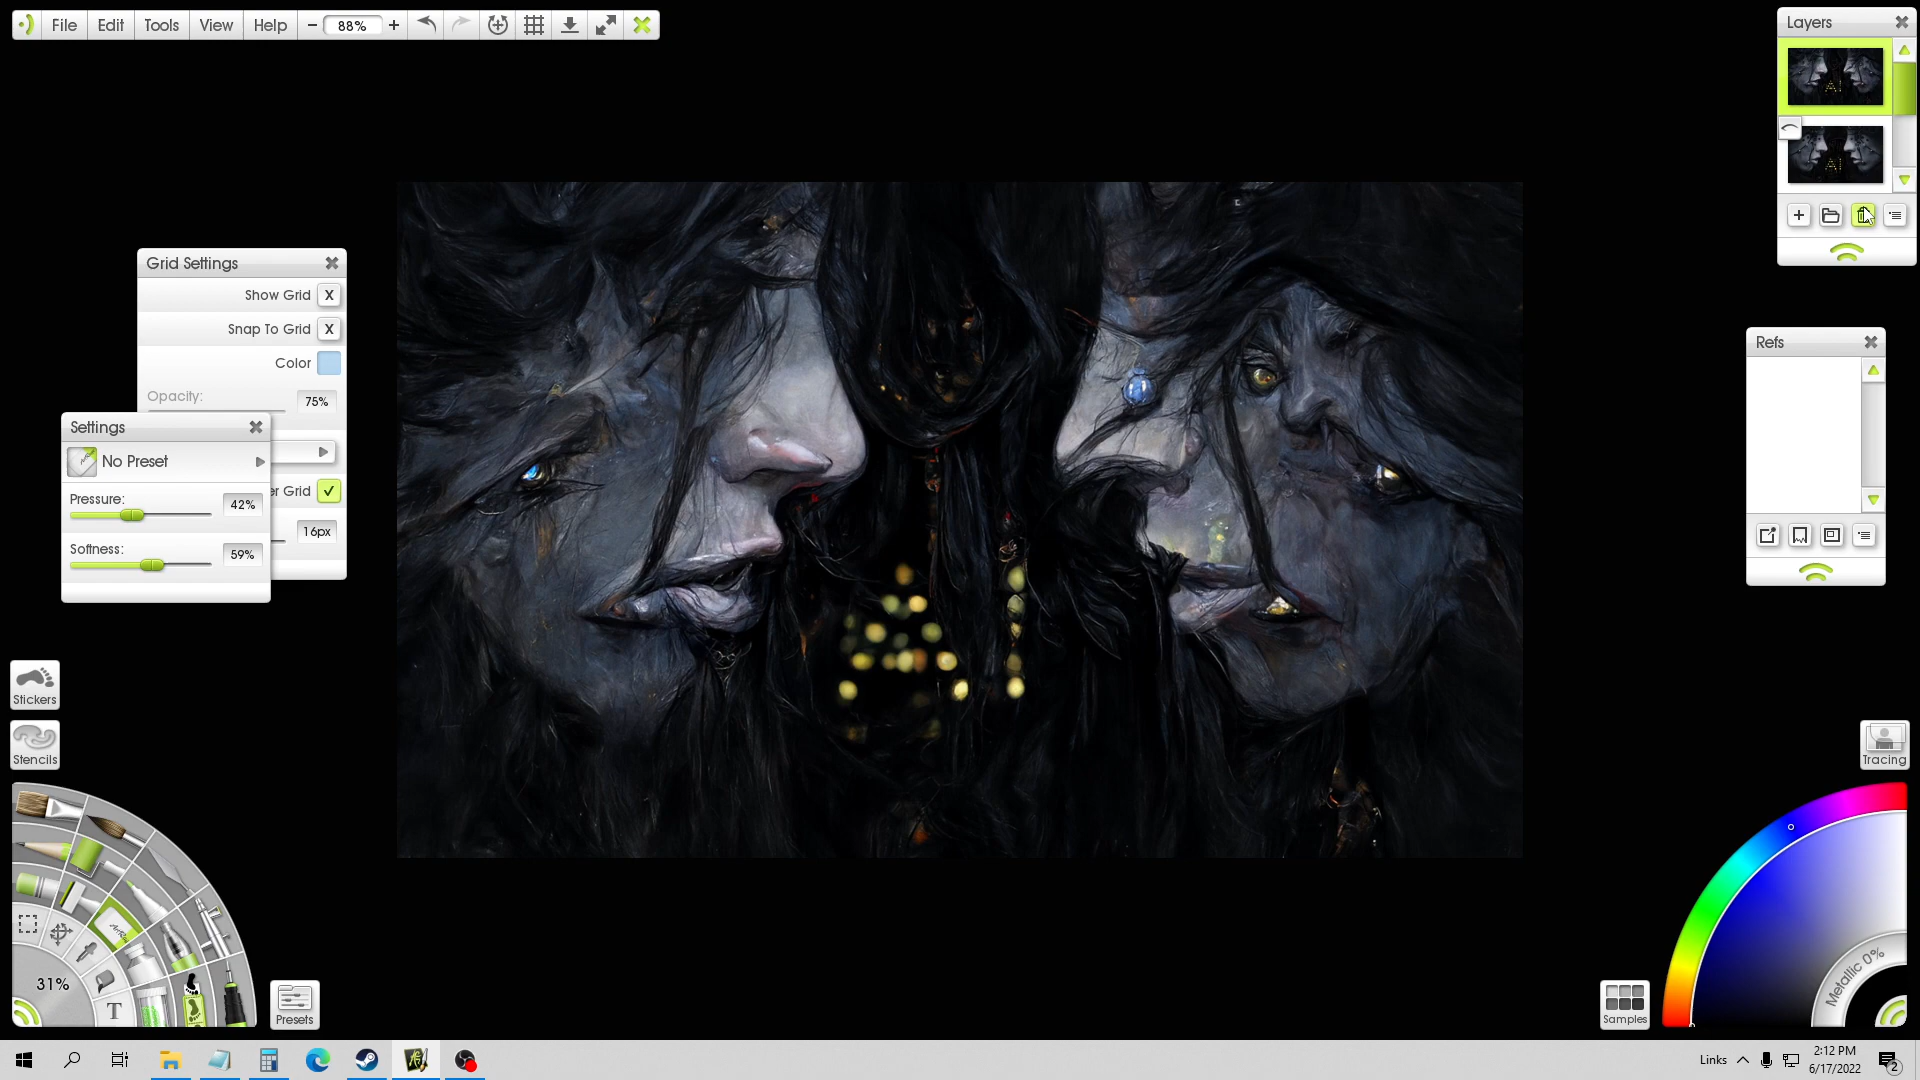 File Edit Tools View Help 88%
Layers
Grid Settings
Show Grid X
Snap To Grid X
Color
Opacity:
75%
Settings
No Preset
Pressure:
42%
er Grid
16px
Softness:
59%
Refs
Stickers
Stencils
Tracing
31%
T
Presets
Metallic 0%
Samples
Links
2:12 PM
6/17/2022
2